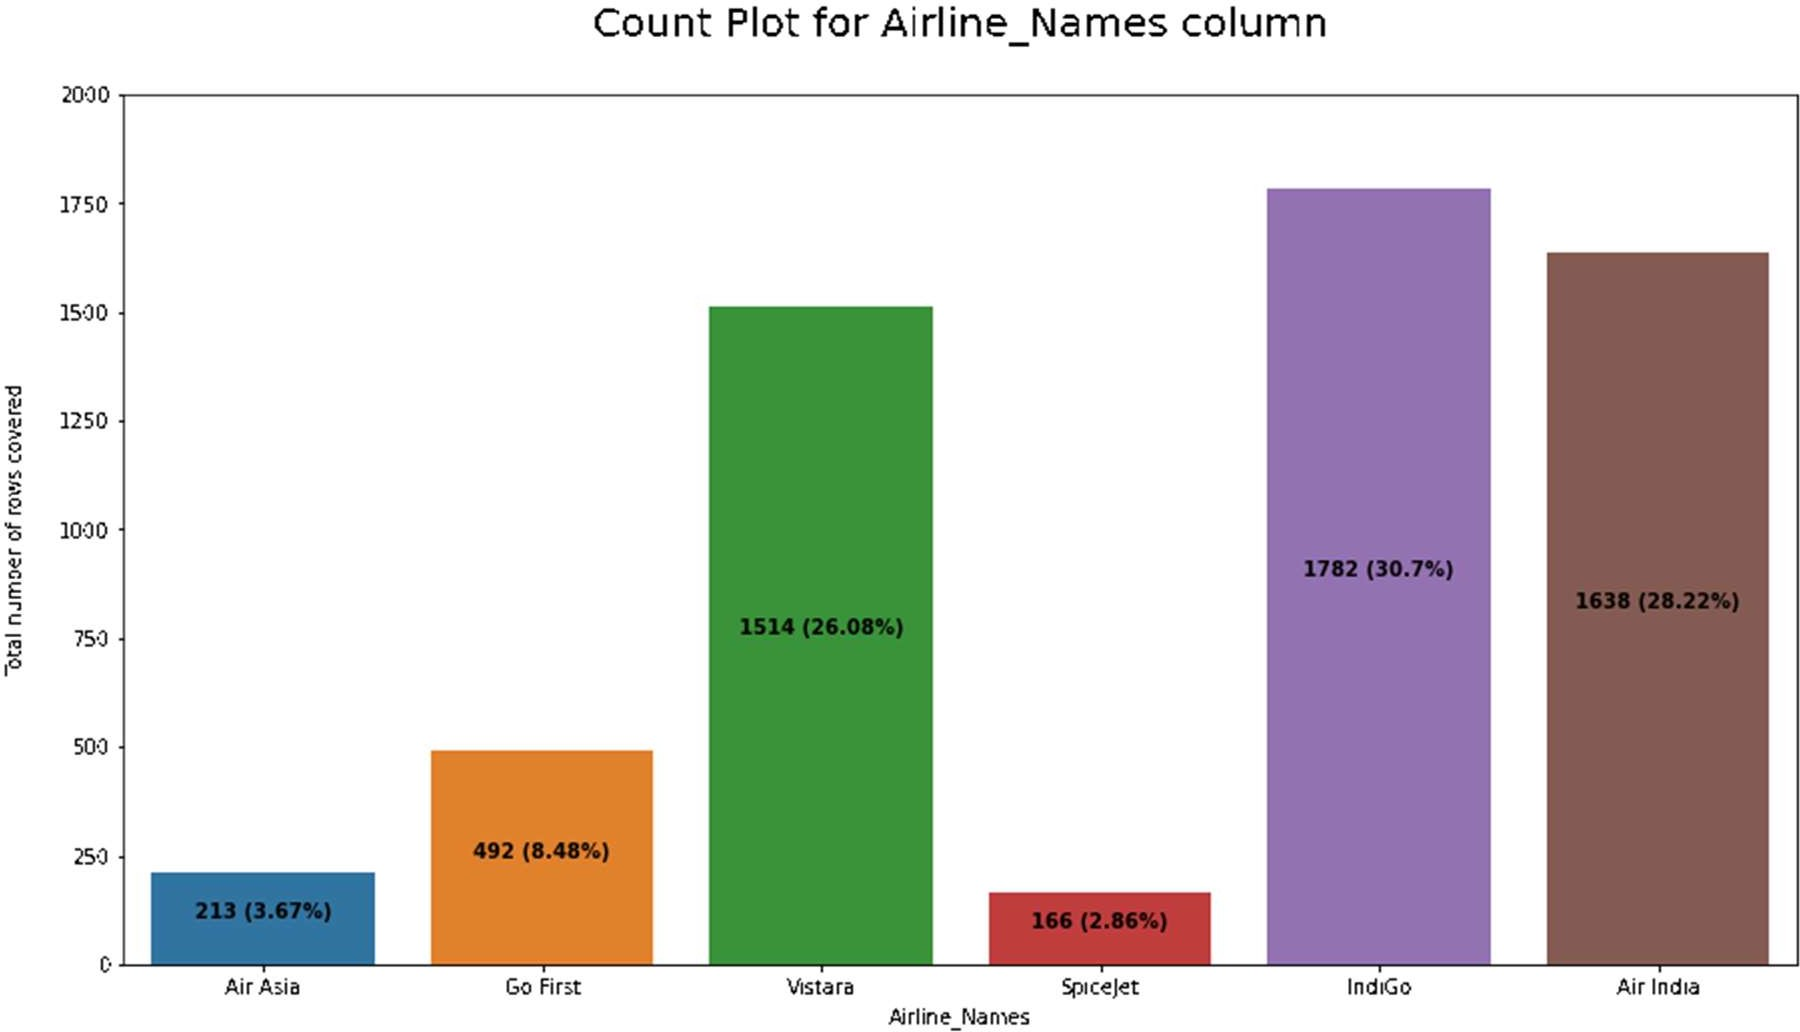 Count Plot for Airline_Names column
Total number of rows covered
2000
1750
1500
1250
1000
750
500
250
0
213 (3.67%)
492 (8.48%)
1514 (26.08%)
166 (2.86%)
1782 (30.7%)
1638 (28.22%)
Air Asia
Go First
Vistara
SpiceJet
IndiGo
Air India
Airline_Names